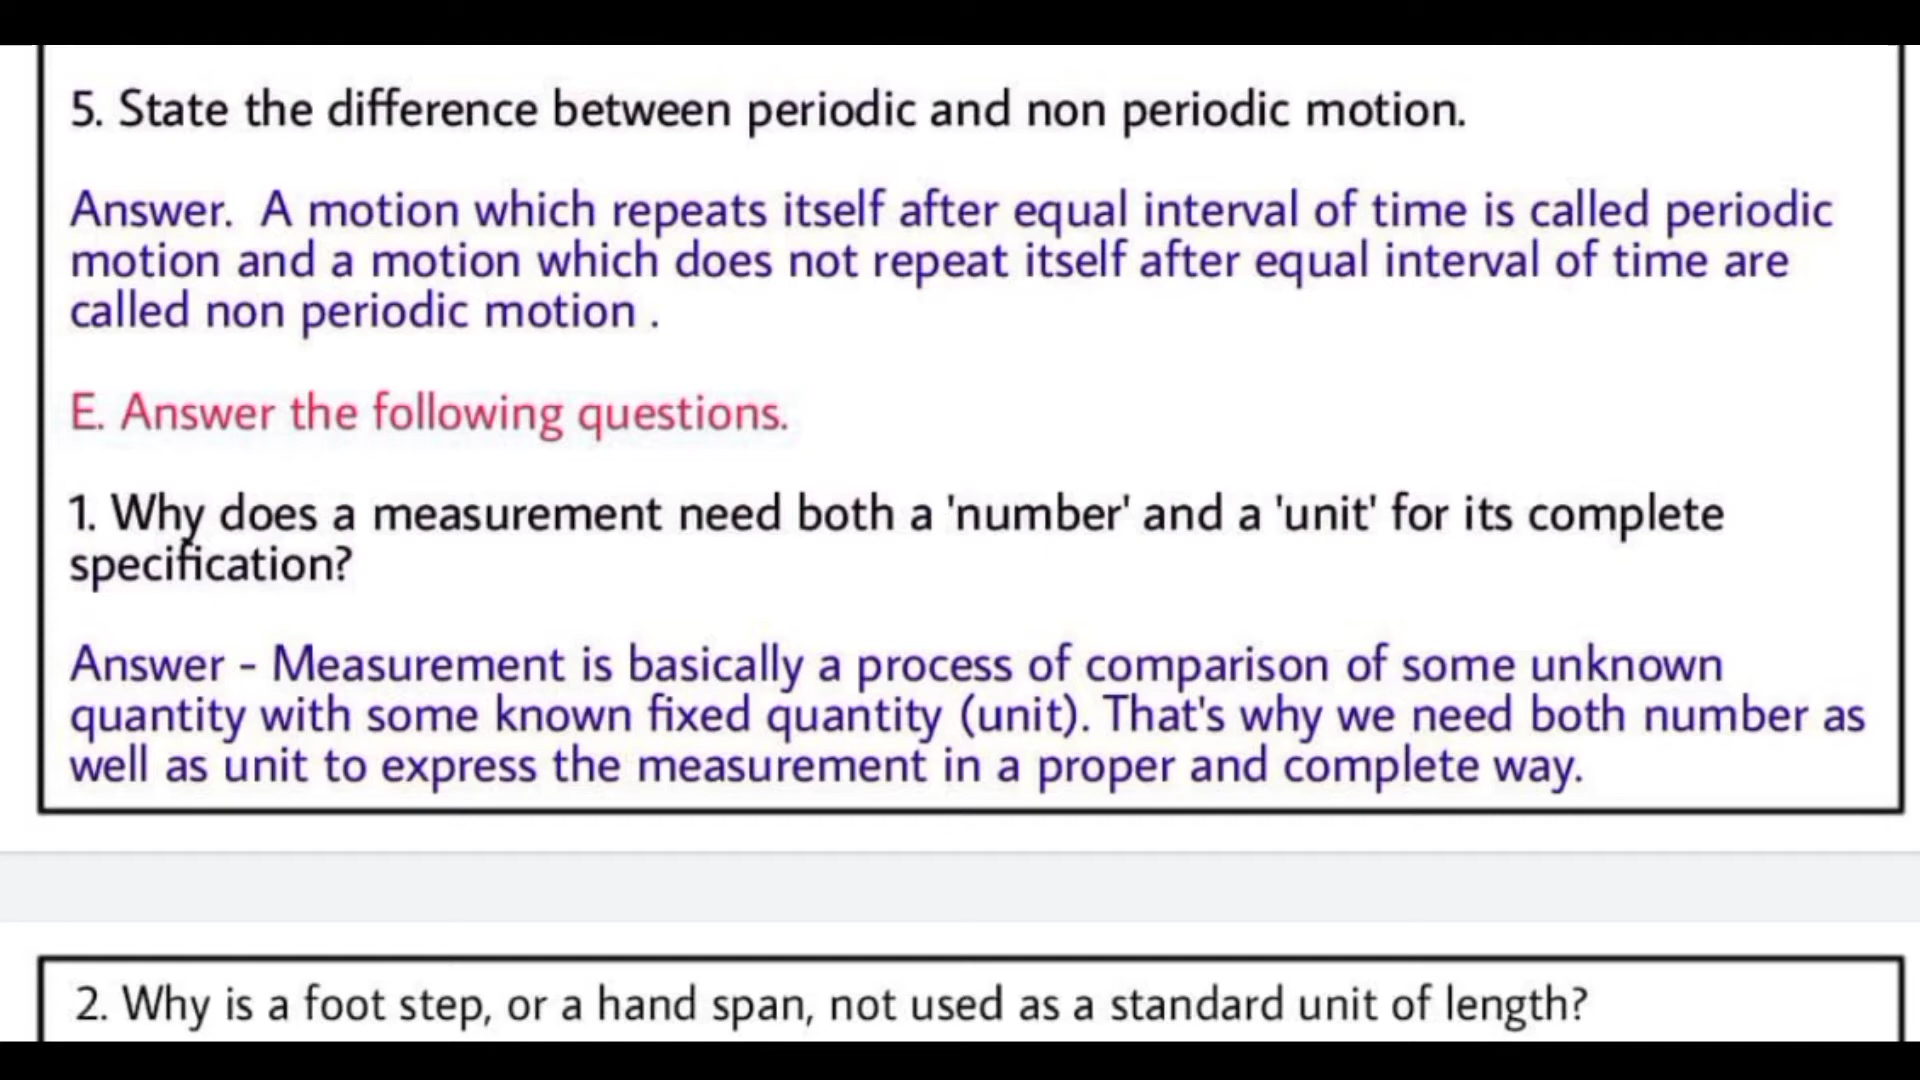 5. State the difference between periodic and non periodic motion.
Answer.  A motion which repeats itself after equal interval of time is called periodic
motion and a motion which does not repeat itself after equal interval of time are
called non periodic motion .
E. Answer the following questions.
1. Why does a measurement need both a 'number' and a 'unit' for its complete
specification?
Answer - Measurement is basically a process of comparison of some unknown
quantity with some known fixed quantity (unit). That's why we need both number as
well as unit to express the measurement in a proper and complete way.
2. Why is a foot step, or a hand span, not used as a standard unit of length?